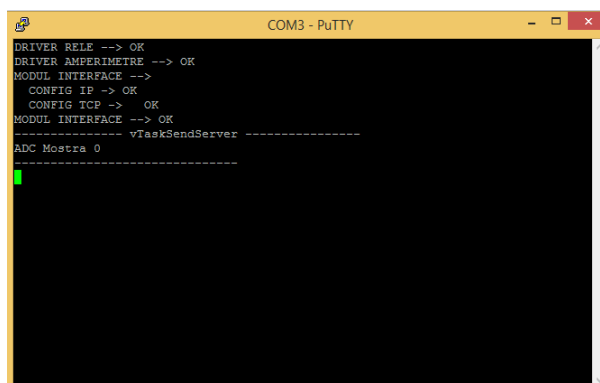 COM3 - PuTTY
DRIVER RELE --> OK
DRIVER AMPERIMETRE --> OK
MODUL INTERFACE -->
  CONFIG IP -> OK
  CONFIG TCP ->   OK
MODUL INTERFACE --> OK
--------------- vTaskSendServer ----------------
ADC Mostra 0
-------------------------------